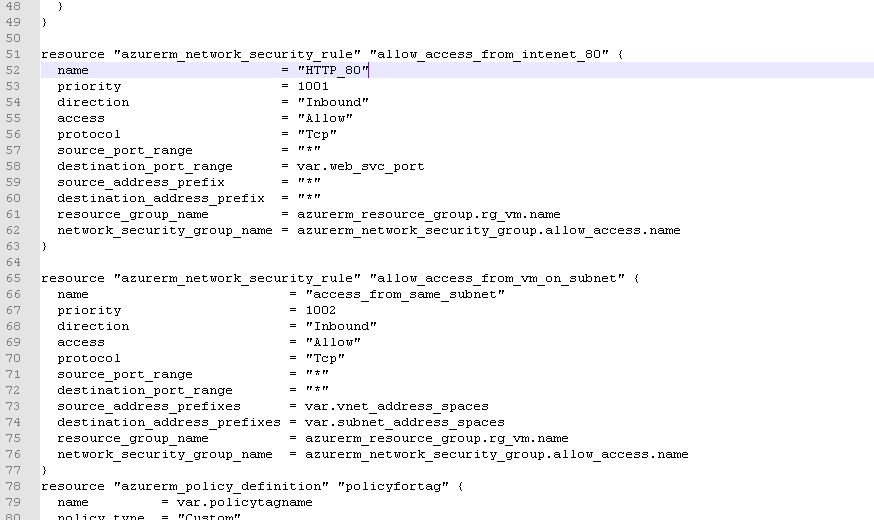 48   }
49 }
50
51 resource "azurerm_network_security_rule" "allow_access_from_intenet_80" {
52   name                        = "HTTP_80"
53   priority                    = 1001
54   direction                   = "Inbound"
55   access                      = "Allow"
56   protocol                    = "Tcp"
57   source_port_range           = "*"
58   destination_port_range      = var.web_svc_port
59   source_address_prefix       = "*"
60   destination_address_prefix  = "*"
61   resource_group_name         = azurerm_resource_group.rg_vm.name
62   network_security_group_name = azurerm_network_security_group.allow_access.name
63 }
64
65 resource "azurerm_network_security_rule" "allow_access_from_vm_on_subnet" {
66   name                         = "access_from_same_subnet"
67   priority                     = 1002
68   direction                    = "Inbound"
69   access                       = "Allow"
70   protocol                     = "Tcp"
71   source_port_range            = "*"
72   destination_port_range       = "*"
73   source_address_prefixes      = var.vnet_address_spaces
74   destination_address_prefixes = var.subnet_address_spaces
75   resource_group_name          = azurerm_resource_group.rg_vm.name
76   network_security_group_name  = azurerm_network_security_group.allow_access.name
77 }
78 resource "azurerm_policy_definition" "policyfortag" {
79   name         = var.policytagname
80   policy_type  = "Custom"